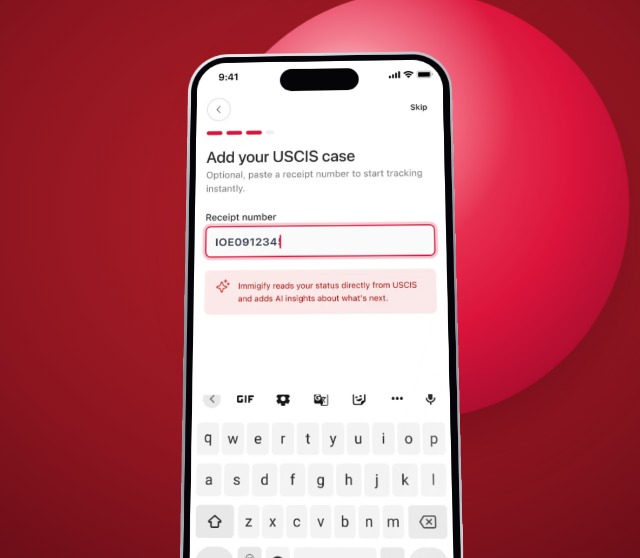 9:41
Skip
Add your USCIS case
Optional, paste a receipt number to start tracking
instantly.
Receipt number
IOE091234
Immigify reads your status directly from USCIS
and adds AI insights about what's next.
GIF
q w e r t y u i o p
a s d f g h j k l
z x c v b n m